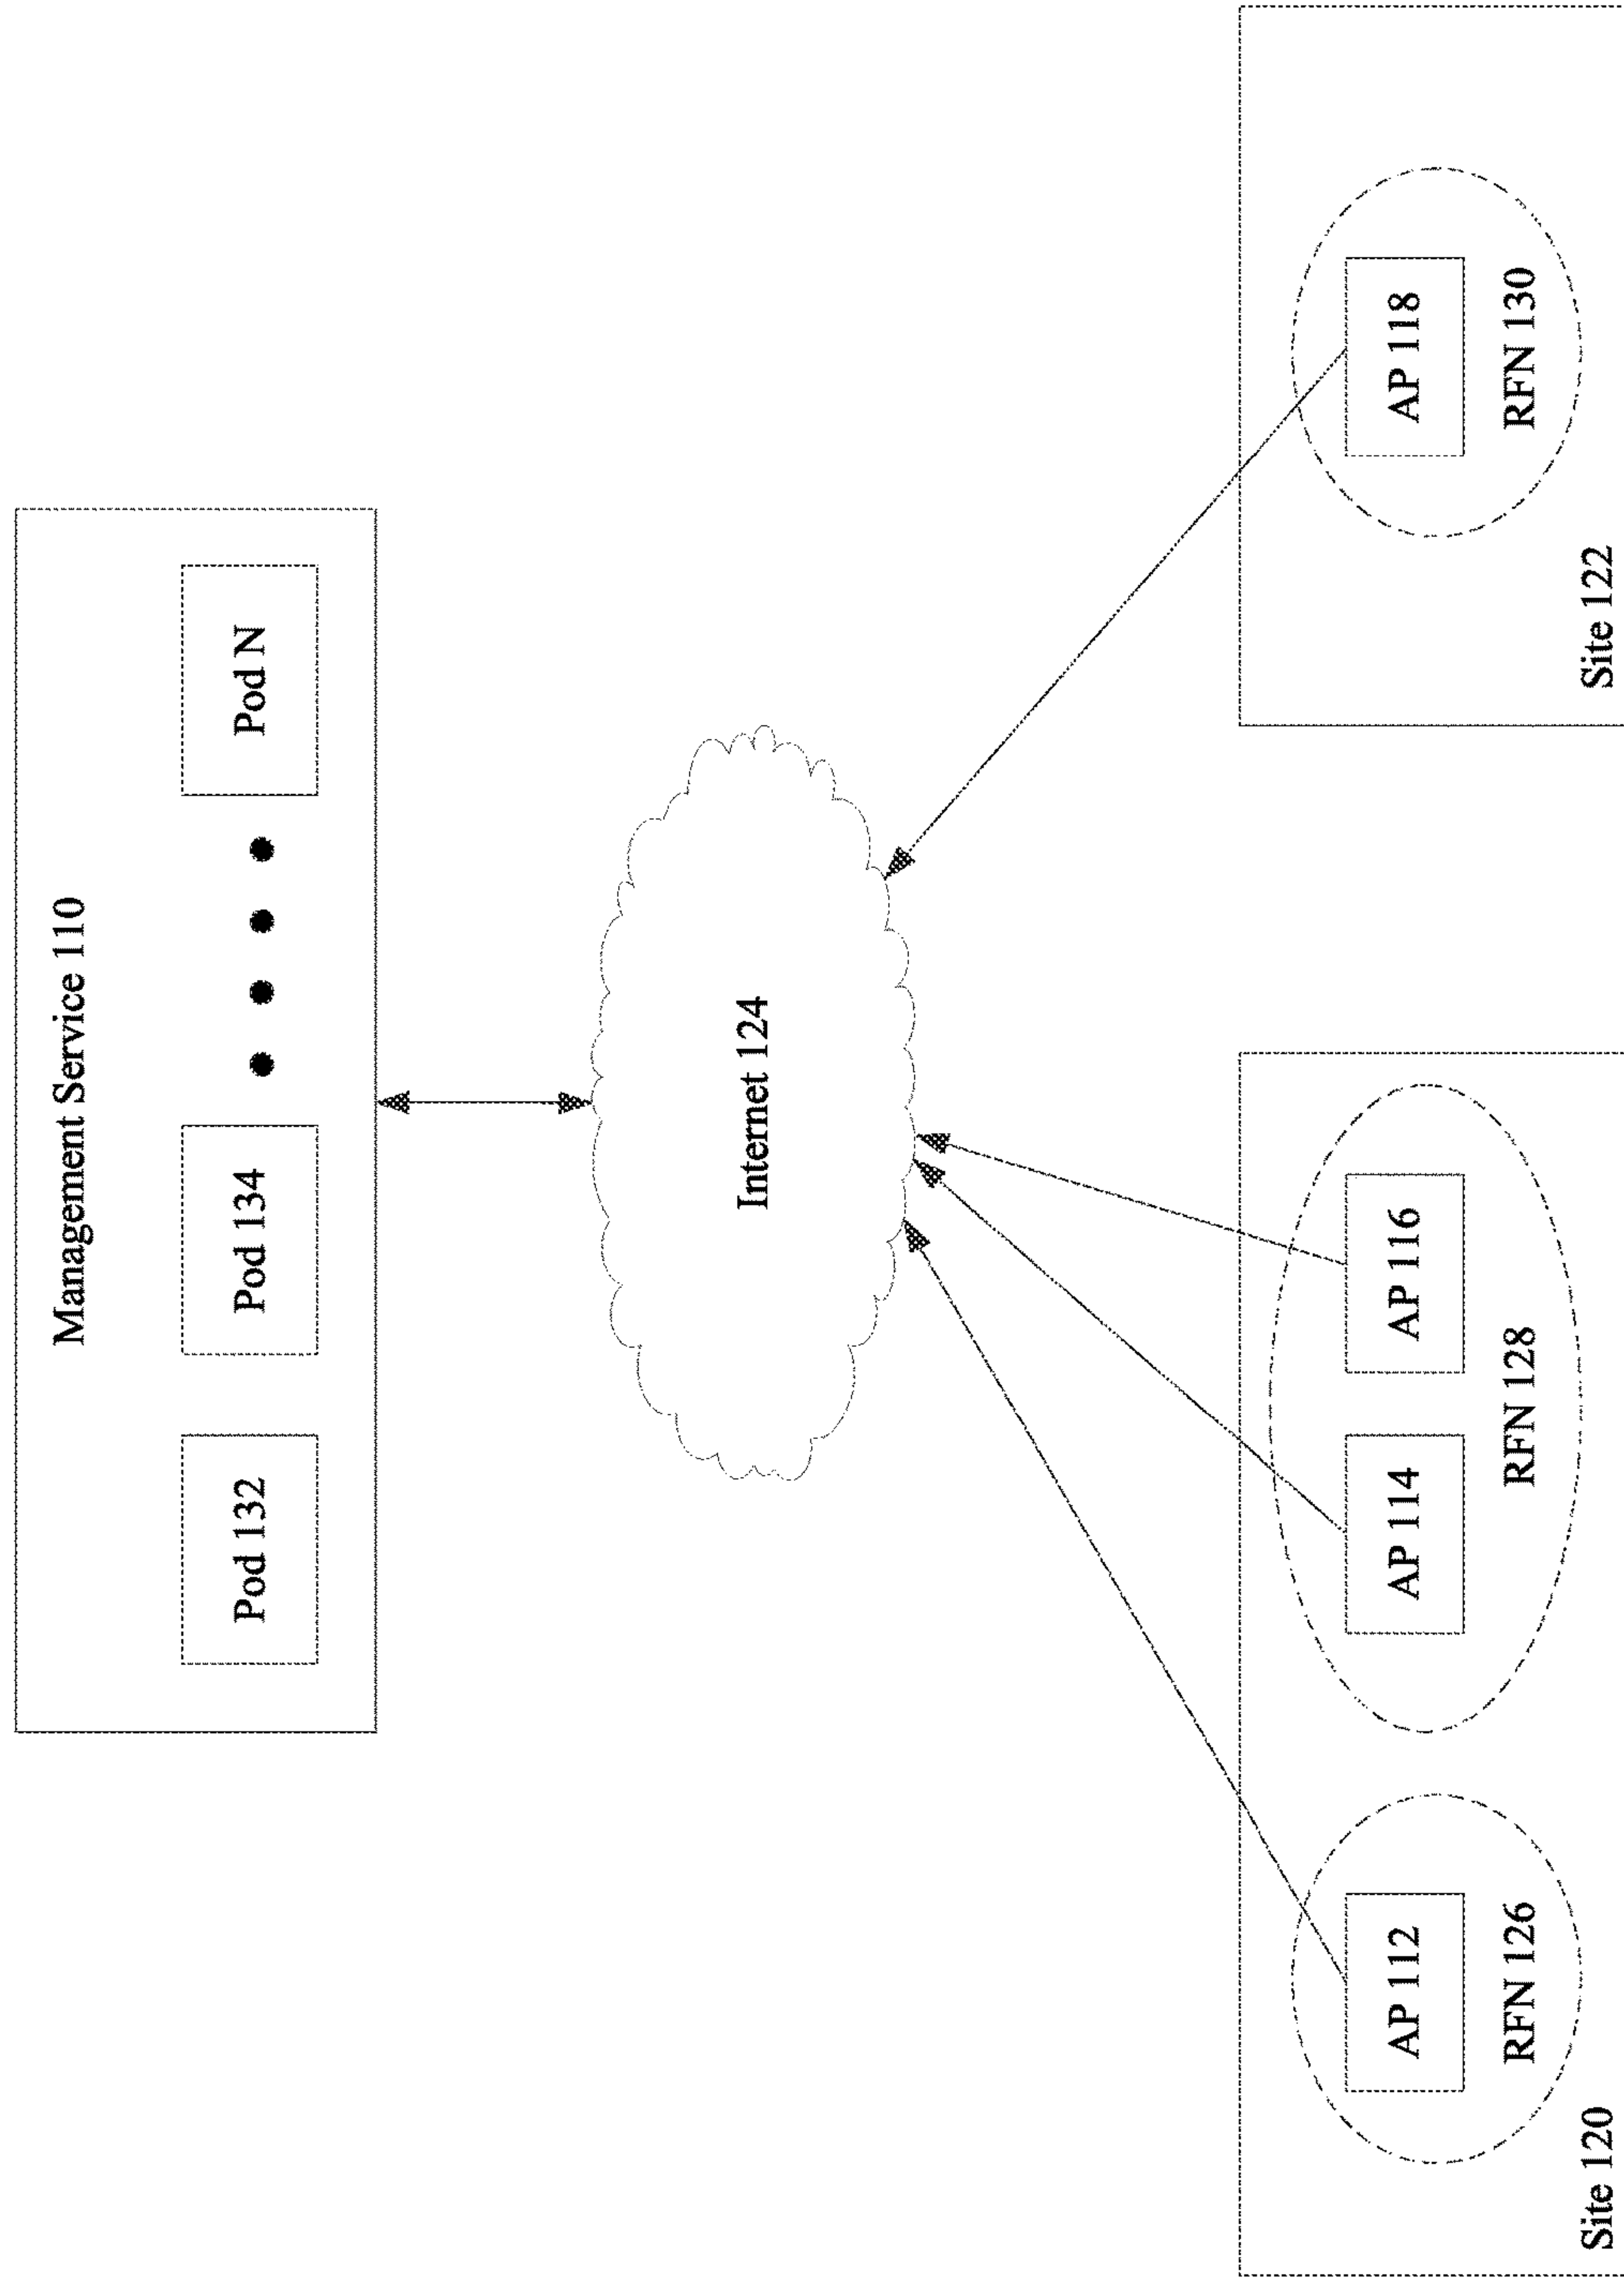 Management Service 110
Pod 132
Pod 134
Pod N
Internet 124
AP 112
RFN 126
AP 114
AP 116
RFN 128
Site 120
AP 118
RFN 130
Site 122